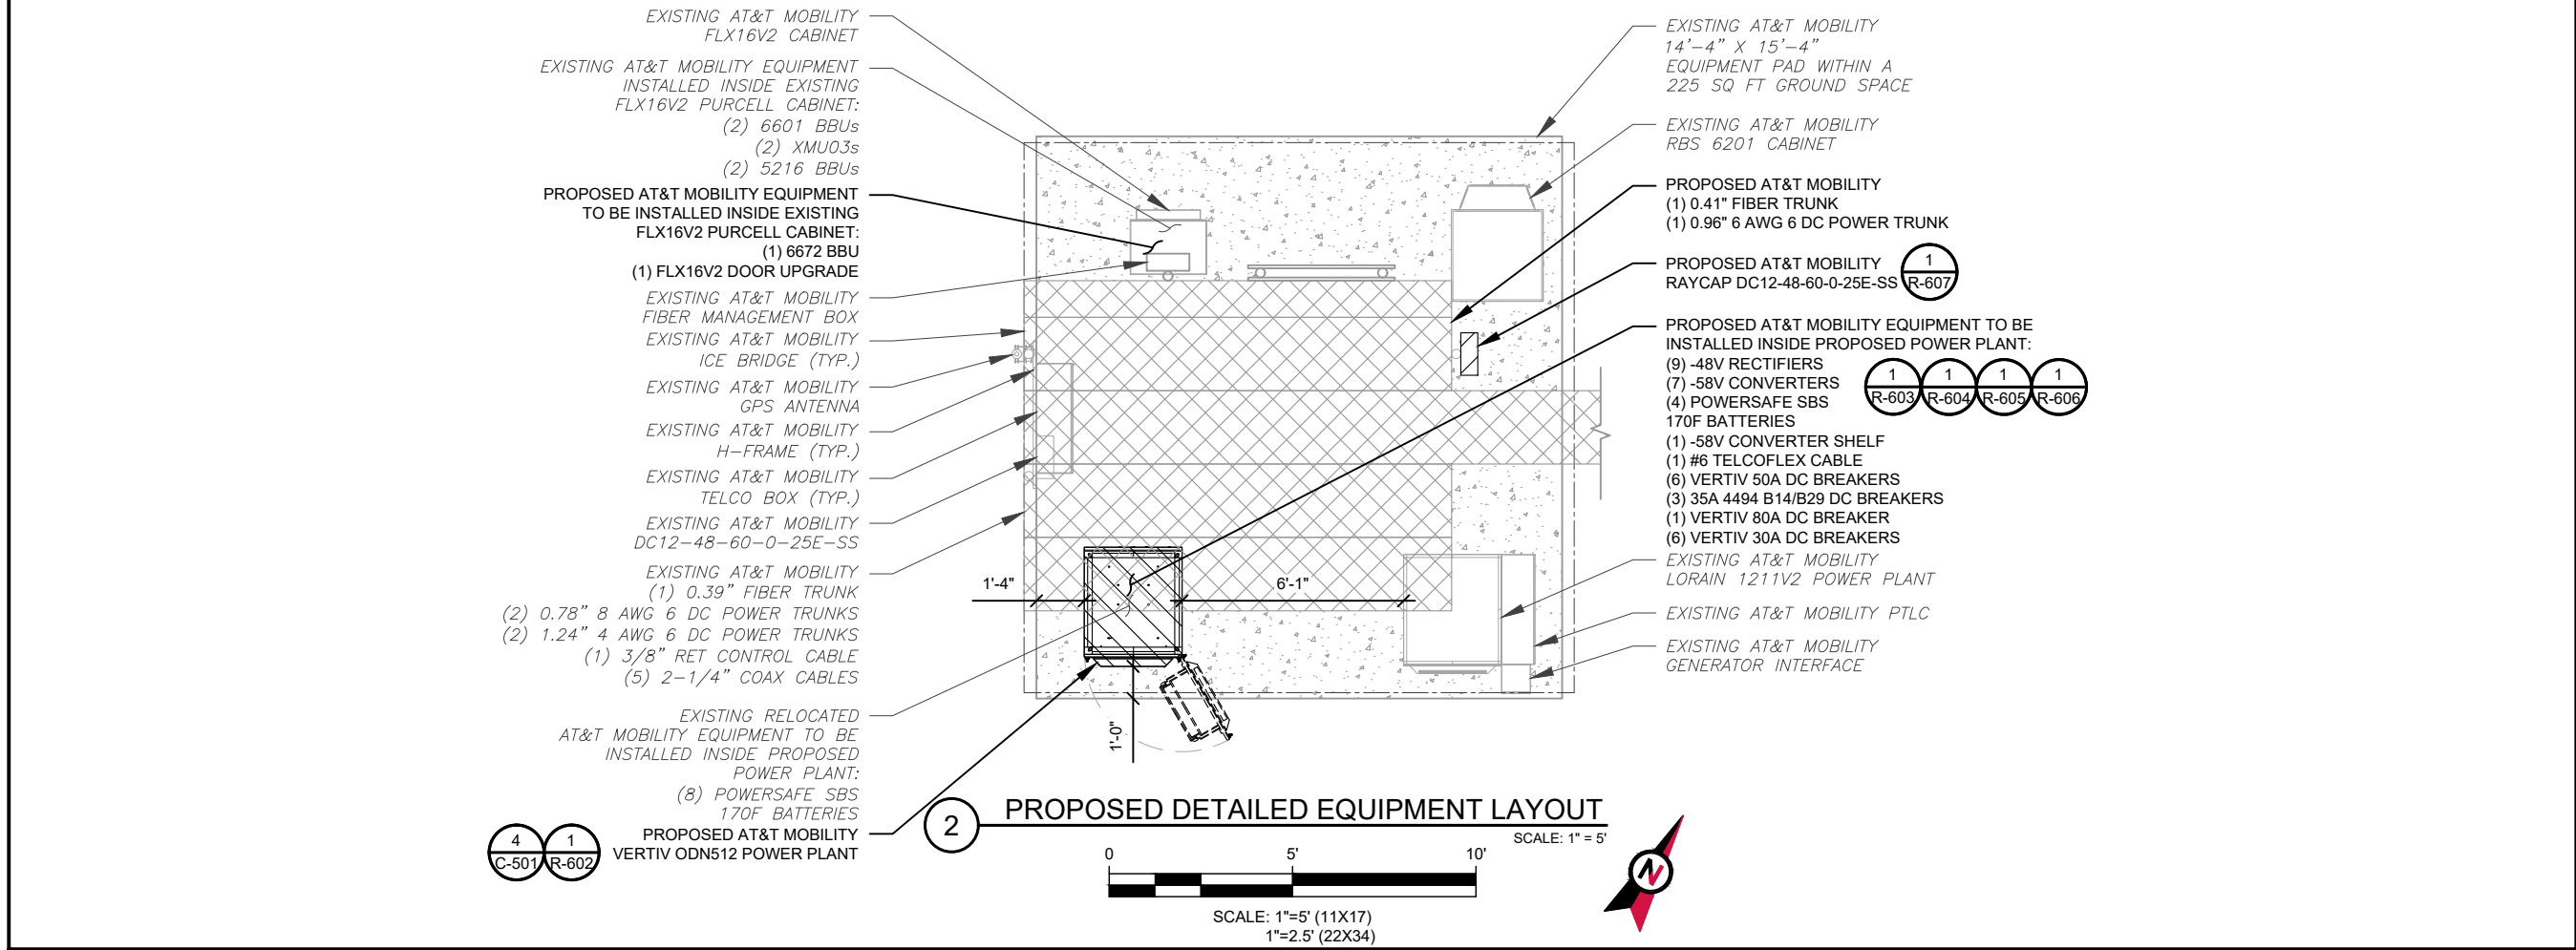 EXISTING AT&T MOBILITY
FLX16V2 CABINET
EXISTING AT&T MOBILITY EQUIPMENT
INSTALLED INSIDE EXISTING
FLX16V2 PURCELL CABINET:
(2) 6601 BBUs
(2) XMU03s
(2) 5216 BBUs
PROPOSED AT&T MOBILITY EQUIPMENT
TO BE INSTALLED INSIDE EXISTING
FLX16V2 PURCELL CABINET:
(1) 6672 BBU
(1) FLX16V2 DOOR UPGRADE
EXISTING AT&T MOBILITY
FIBER MANAGEMENT BOX
EXISTING AT&T MOBILITY
ICE BRIDGE (TYP.)
EXISTING AT&T MOBILITY
GPS ANTENNA
EXISTING AT&T MOBILITY
H-FRAME (TYP.)
EXISTING AT&T MOBILITY
TELCO BOX (TYP.)
EXISTING AT&T MOBILITY
DC12-48-60-0-25E-SS
EXISTING AT&T MOBILITY
(1) 0.39" FIBER TRUNK
(2) 0.78" 8 AWG 6 DC POWER TRUNKS
(2) 1.24" 4 AWG 6 DC POWER TRUNKS
(1) 3/8" RET CONTROL CABLE
(5) 2-1/4" COAX CABLES
EXISTING RELOCATED
AT&T MOBILITY EQUIPMENT TO BE
INSTALLED INSIDE PROPOSED
POWER PLANT:
(8) POWERSAFE SBS
170F BATTERIES
PROPOSED AT&T MOBILITY
VERTIV ODN512 POWER PLANT
4
C-501
1
R-602
1'-4"
6'-1"
1'-0"
EXISTING AT&T MOBILITY
14'-4" X 15'-4"
EQUIPMENT PAD WITHIN A
225 SQ FT GROUND SPACE
EXISTING AT&T MOBILITY
RBS 6201 CABINET
PROPOSED AT&T MOBILITY
(1) 0.41" FIBER TRUNK
(1) 0.96" 6 AWG 6 DC POWER TRUNK
PROPOSED AT&T MOBILITY
RAYCAP DC12-48-60-0-25E-SS
1
R-607
PROPOSED AT&T MOBILITY EQUIPMENT TO BE
INSTALLED INSIDE PROPOSED POWER PLANT:
(9) -48V RECTIFIERS
(7) -58V CONVERTERS
(4) POWERSAFE SBS
170F BATTERIES
(1) -58V CONVERTER SHELF
(1) #6 TELCOFLEX CABLE
(6) VERTIV 50A DC BREAKERS
(3) 35A 4494 B14/B29 DC BREAKERS
(1) VERTIV 80A DC BREAKER
(6) VERTIV 30A DC BREAKERS
1
R-603
1
R-604
1
R-605
1
R-606
EXISTING AT&T MOBILITY
LORAIN 1211V2 POWER PLANT
EXISTING AT&T MOBILITY PTLC
EXISTING AT&T MOBILITY
GENERATOR INTERFACE
2
PROPOSED DETAILED EQUIPMENT LAYOUT
SCALE: 1" = 5'
0 5' 10'
SCALE: 1"=5' (11X17)
1"=2.5' (22X34)
N